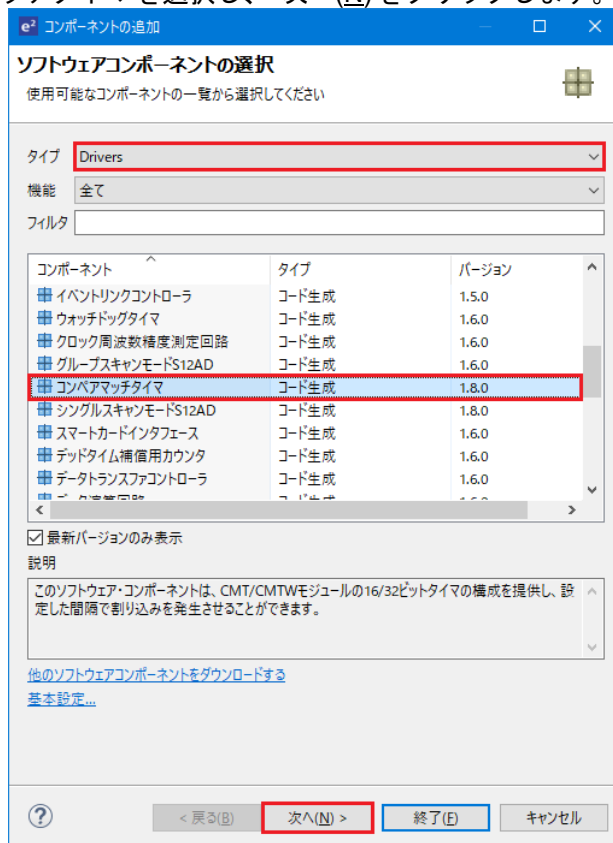 を選択し、 次へ(N) をクリックします。
e² コンポーネントの追加
ソフトウェアコンポーネントの選択
使用可能なコンポーネントの一覧から選択してください
タイプ Drivers
機能 全て
フィルタ
コンポーネント タイプ バージョン
イベントリンクコントローラ コード生成 1.5.0
ウォッチドッグタイマ コード生成 1.6.0
クロック周波数精度測定回路 コード生成 1.6.0
グループスキャンモードS12AD コード生成 1.6.0
コンペアマッチタイマ コード生成 1.8.0
シングルスキャンモードS12AD コード生成 1.8.0
スマートカードインタフェース コード生成 1.6.0
デッドタイム補償用カウンタ コード生成 1.6.0
データトランスファコントローラ コード生成 1.6.0
最新バージョンのみ表示
説明
このソフトウェア・コンポーネントは、CMT/CMTWモジュールの16/32ビットタイマの構成を提供し、設
定した間隔で割り込みを発生させることができます。
他のソフトウェアコンポーネントをダウンロードする
基本設定...
? < 戻る(B) 次へ(N) > 終了(F) キャンセル